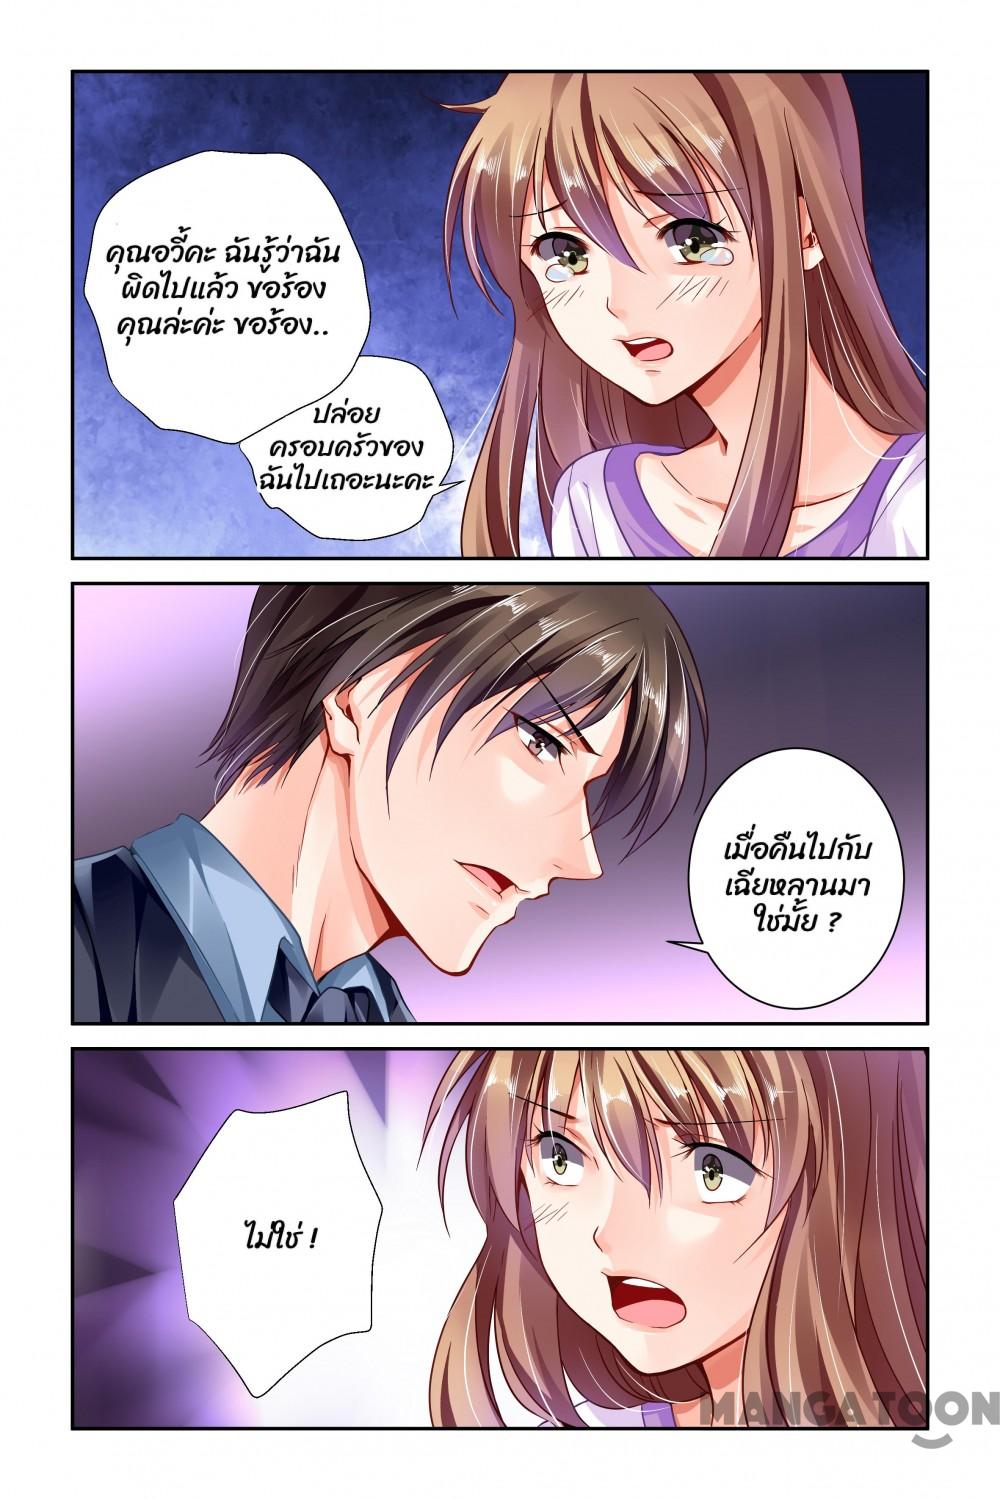 คุณอวี้คะ ฉันรู้ว่าฉัน
ผิดไปแล้ว ขอร้อง
คุณล่ะค่ะ ขอร้อง..
ปล่อย
ครอบครัวของ
ฉันไปเถอะนะคะ
เมื่อคืนไปกับ
เฉียหลานมา
ใช่มั้ย ?
ไม่ใช่ !
MANGATOON